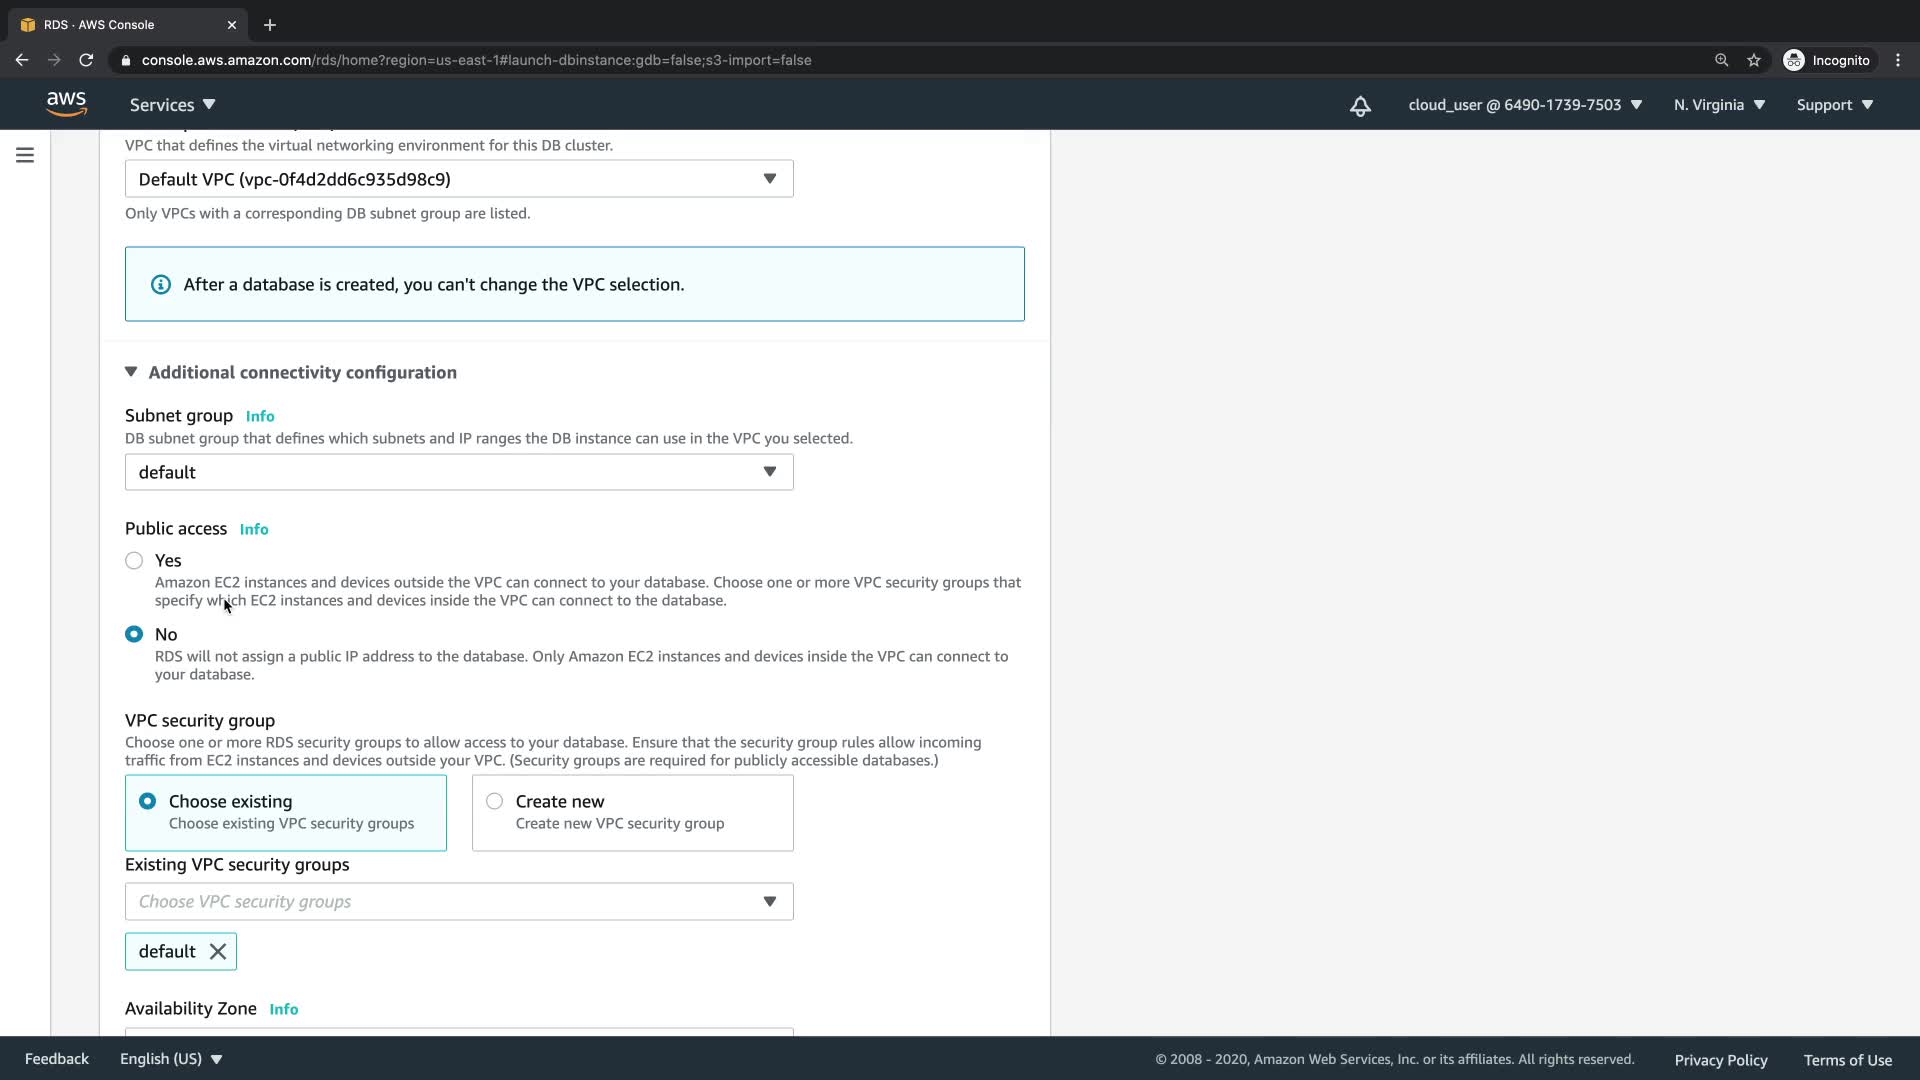 RDS · AWS Console
console.aws.amazon.com/rds/home?region=us-east-1#launch-dbinstance:gdb=false;s3-import=false
Incognito
aws
Services
cloud_user @ 6490-1739-7503
N. Virginia
Support
VPC that defines the virtual networking environment for this DB cluster.
Default VPC (vpc-0f4d2dd6c935d98c9)
Only VPCs with a corresponding DB subnet group are listed.
After a database is created, you can't change the VPC selection.
Additional connectivity configuration
Subnet group Info
DB subnet group that defines which subnets and IP ranges the DB instance can use in the VPC you selected.
default
Public access Info
Yes
Amazon EC2 instances and devices outside the VPC can connect to your database. Choose one or more VPC security groups that
specify which EC2 instances and devices inside the VPC can connect to the database.
No
RDS will not assign a public IP address to the database. Only Amazon EC2 instances and devices inside the VPC can connect to
your database.
VPC security group
Choose one or more RDS security groups to allow access to your database. Ensure that the security group rules allow incoming
traffic from EC2 instances and devices outside your VPC. (Security groups are required for publicly accessible databases.)
Choose existing
Choose existing VPC security groups
Create new
Create new VPC security group
Existing VPC security groups
Choose VPC security groups
default
Availability Zone Info
Feedback
English (US)
© 2008 - 2020, Amazon Web Services, Inc. or its affiliates. All rights reserved.
Privacy Policy
Terms of Use